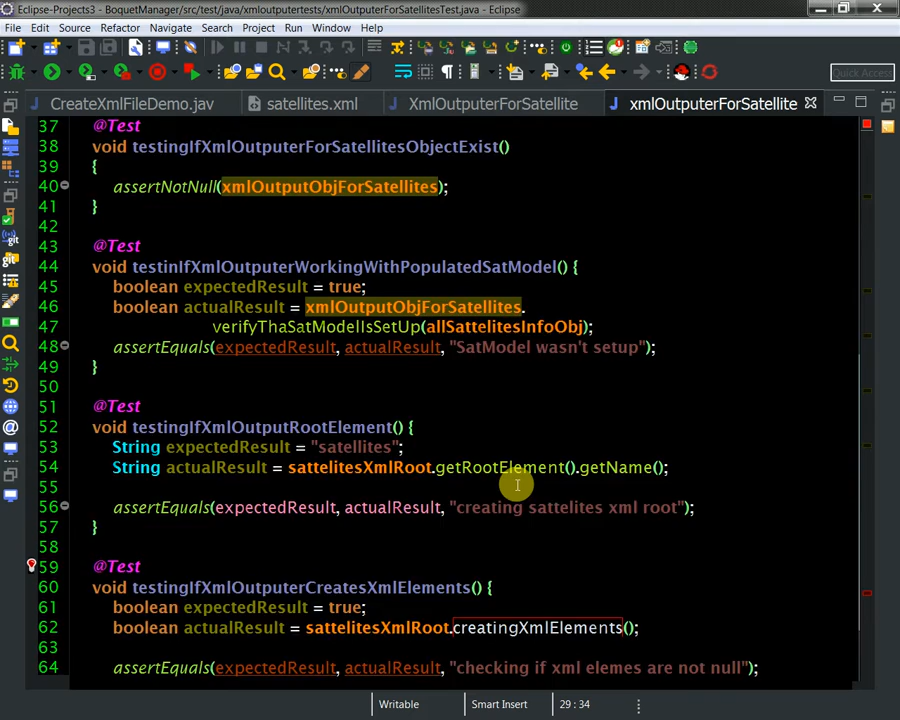 Eclipse-Projects3 - BoquetManager/src/test/java/xmloutputertests/xmlOutputerForSatellitesTest.java - Eclipse
File Edit Source Refactor Navigate Search Project Run Window Help
Quick Access
CreateXmlFileDemo.jav satellites.xml XmlOutputerForSatellite xmlOutputerForSatellite
37 @Test
38 void testingIfXmlOutputerForSatellitesObjectExist()
39 {
40 assertNotNull(xmlOutputObjForSatellites);
41 }
42
43 @Test
44 void testinIfXmlOutputerWorkingWithPopulatedSatModel() {
45 boolean expectedResult = true;
46 boolean actualResult = xmlOutputObjForSatellites.
47 verifyThaSatModelIsSetUp(allSattelitesInfoObj);
48 assertEquals(expectedResult, actualResult, "SatModel wasn't setup");
49 }
50
51 @Test
52 void testingIfXmlOutputRootElement() {
53 String expectedResult = "satellites";
54 String actualResult = sattelitesXmlRoot.getRootElement().getName();
55
56 assertEquals(expectedResult, actualResult, "creating sattelites xml root");
57 }
58
59 @Test
60 void testingIfXmlOutputerCreatesXmlElements() {
61 boolean expectedResult = true;
62 boolean actualResult = sattelitesXmlRoot.creatingXmlElements();
63
64 assertEquals(expectedResult, actualResult, "checking if xml elemes are not null");
Writable Smart Insert 29 : 34